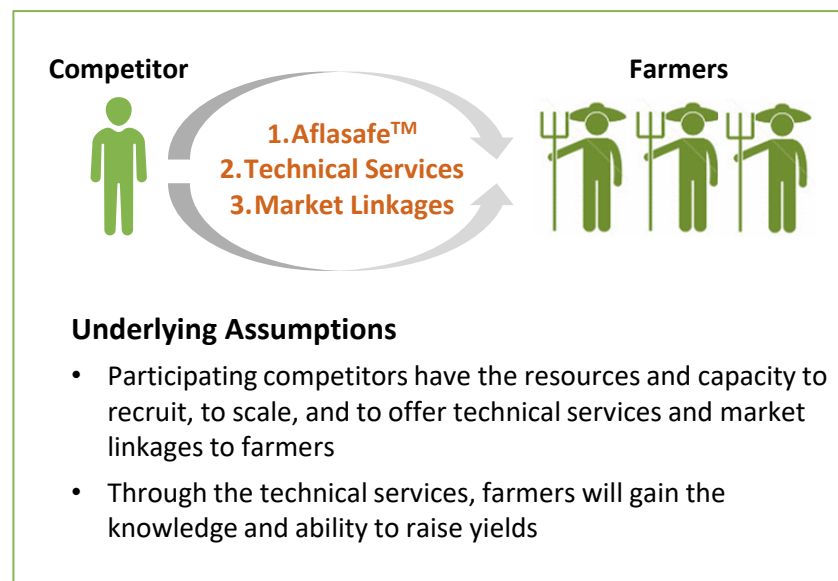 Competitor
Farmers
1.Aflasafe™
2.Technical Services
3.Market Linkages
Underlying Assumptions
• Participating competitors have the resources and capacity to
recruit, to scale, and to offer technical services and market
linkages to farmers
• Through the technical services, farmers will gain the
knowledge and ability to raise yields